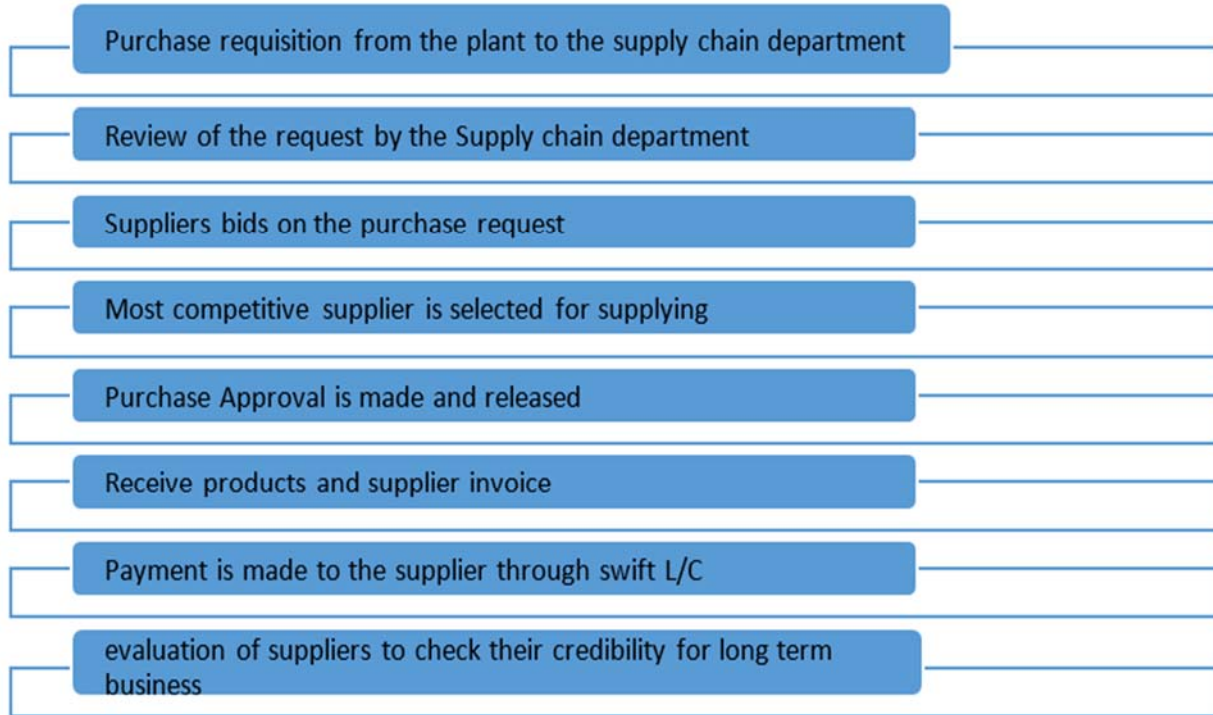 Purchase requisition from the plant to the supply chain department
Review of the request by the Supply chain department
Suppliers bids on the purchase request
Most competitive supplier is selected for supplying
Purchase Approval is made and released
Receive products and supplier invoice
Payment is made to the supplier through swift L/C
evaluation of suppliers to check their credibility for long term
business